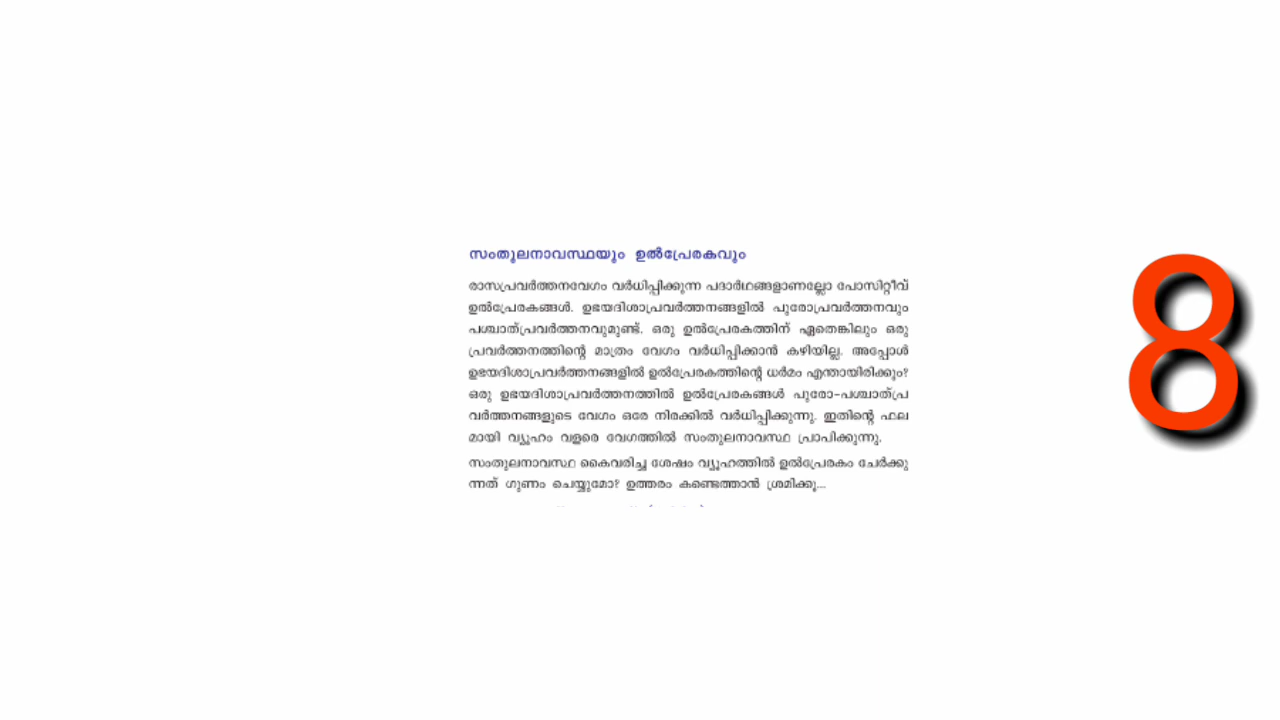 സംതുലനാവസ്ഥയും ഉൽപ്രേരകവും
രാസപ്രവർത്തനവേഗം വർധിപ്പിക്കുന്ന പദാർഥങ്ങളാണല്ലോ പോസിറ്റീവ്
ഉൽപ്രേരകങ്ങൾ. ഉഭയദിശാപ്രവർത്തനങ്ങളിൽ പുരോപ്രവർത്തനവും
പശ്ചാത്പ്രവർത്തനവുമുണ്ട്. ഒരു ഉൽപ്രേരകത്തിന് ഏതെങ്കിലും ഒരു
പ്രവർത്തനത്തിന്റെ മാത്രം വേഗം വർധിപ്പിക്കാൻ കഴിയില്ല. അപ്പോൾ
ഉഭയദിശാപ്രവർത്തനങ്ങളിൽ ഉൽപ്രേരകത്തിന്റെ ധർമം എന്തായിരിക്കും?
ഒരു ഉഭയദിശാപ്രവർത്തനത്തിൽ ഉൽപ്രേരകങ്ങൾ പുരോ-പശ്ചാത്പ്ര
വർത്തനങ്ങളുടെ വേഗം ഒരേ നിരക്കിൽ വർധിപ്പിക്കുന്നു. ഇതിന്റെ ഫല
മായി വ്യൂഹം വളരെ വേഗത്തിൽ സംതുലനാവസ്ഥ പ്രാപിക്കുന്നു.
സംതുലനാവസ്ഥ കൈവരിച്ച ശേഷം വ്യൂഹത്തിൽ ഉൽപ്രേരകം ചേർക്കു
ന്നത് ഗുണം ചെയ്യുമോ? ഉത്തരം കണ്ടെത്താൻ ശ്രമിക്കൂ...
8